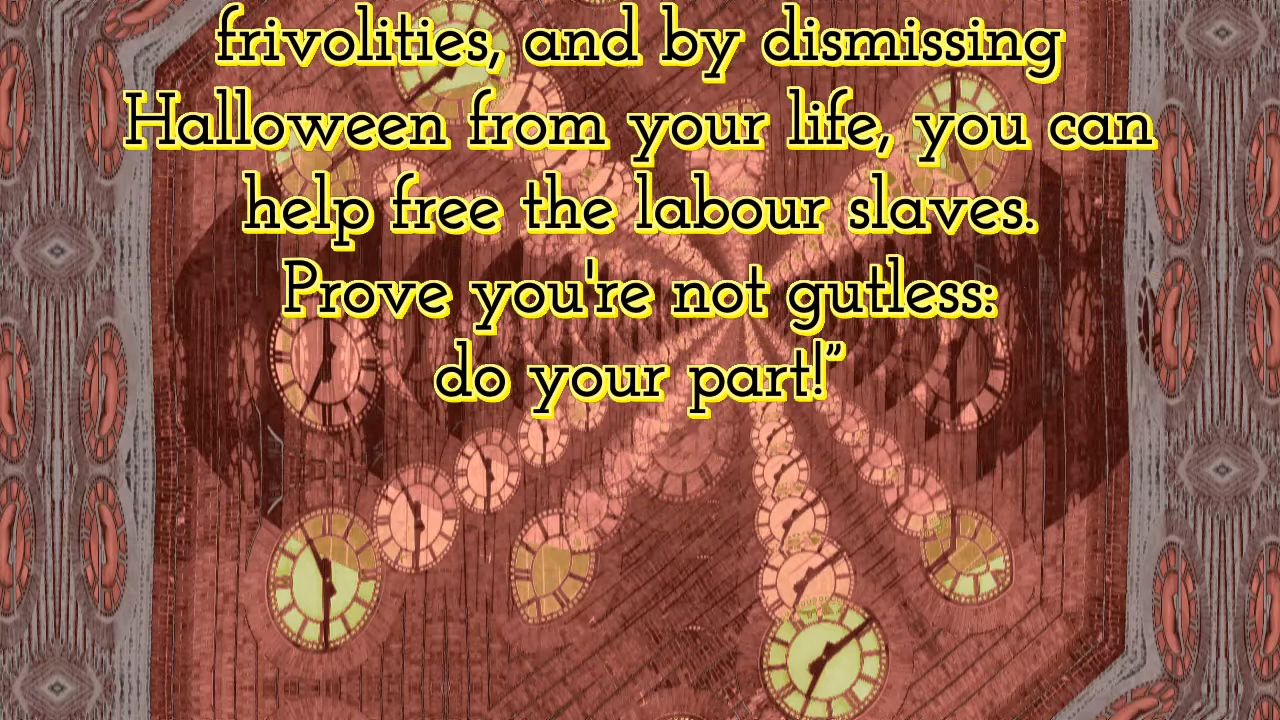 frivolities, and by dismissing
Halloween from your life, you can
help free the labour slaves.
Prove you're not gutless:
do your part!”